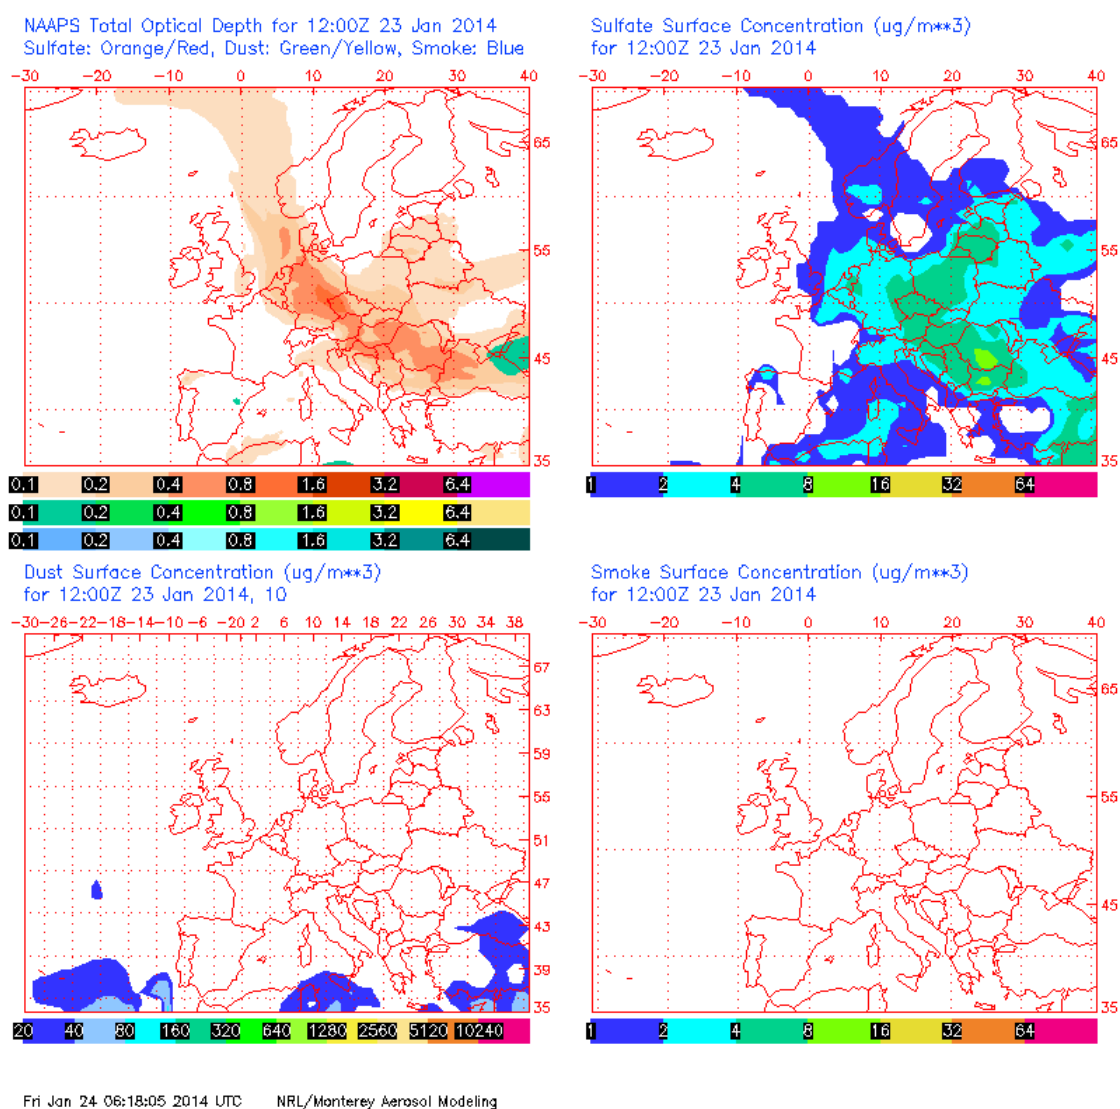 NAAPS Total Optical Depth for 12:00Z 23 Jan 2014
Sulfate: Orange/Red, Dust: Green/Yellow, Smoke: Blue
-30 -20 -10 0 10 20 30 40
65
55
45
35
0.1 0.2 0.4 0.8 1.6 3.2 6.4
0.1 0.2 0.4 0.8 1.6 3.2 6.4
0.1 0.2 0.4 0.8 1.6 3.2 6.4
Sulfate Surface Concentration (ug/m**3)
for 12:00Z 23 Jan 2014
-30 -20 -10 0 10 20 30 40
65
55
45
35
1 2 4 8 16 32 64
Dust Surface Concentration (ug/m**3)
for 12:00Z 23 Jan 2014, 10
-30-26-22-18-14-10 -6 -20 2 6 10 14 18 22 26 30 34 38
67
63
59
55
51
47
43
39
35
20 40 80 160 320 640 1280 2560 5120 10240
Smoke Surface Concentration (ug/m**3)
for 12:00Z 23 Jan 2014
-30 -20 -10 0 10 20 30 40
65
55
45
35
1 2 4 8 16 32 64
Fri Jan 24 06:18:05 2014 UTC NRL/Monterey Aerosol Modeling